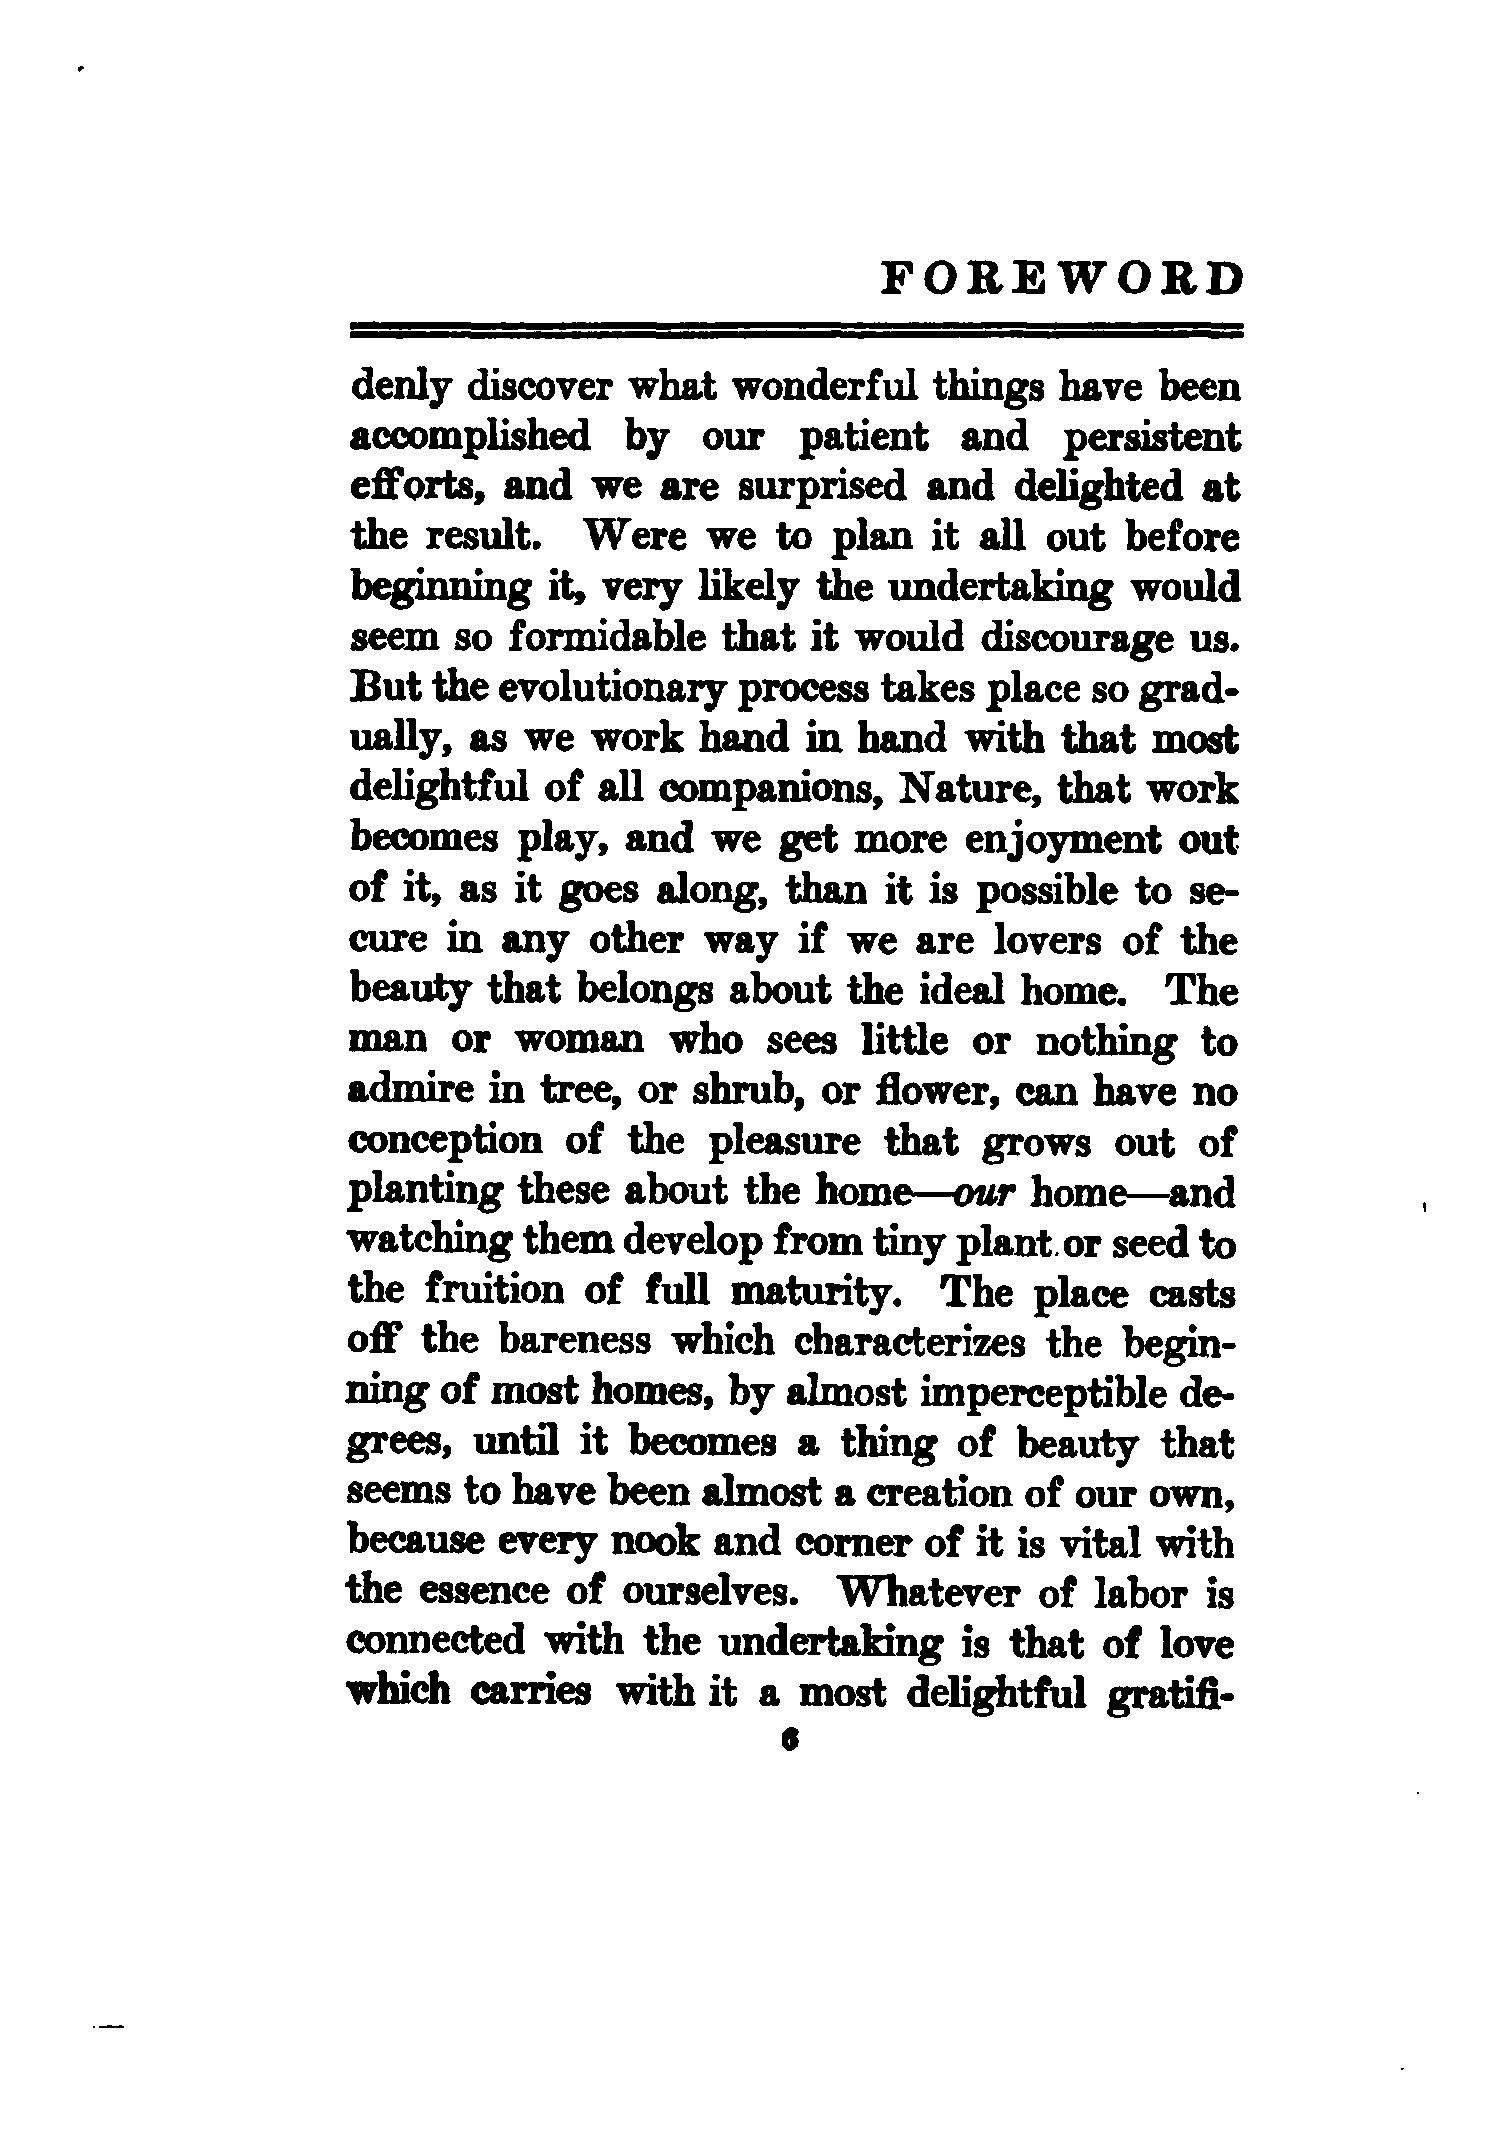 FOREWORD
denly discover what wonderful things have been
accomplished by our patient and persistent
efforts, and we are surprised and delighted at
the result. Were we to plan it all out before
beginning it, very likely the undertaking would
seem so formidable that it would discourage us.
But the evolutionary process takes place so grad-
ually, as we work hand in hand with that most
delightful of all companions, Nature, that work
becomes play, and we get more enjoyment out
of it, as it goes along, than it is possible to se-
cure in any other way if we are lovers of the
beauty that belongs about the ideal home. The
man or woman who sees little or nothing to
admire in tree, or shrub, or flower, can have no
conception of the pleasure that grows out of
planting these about the home—our home—and
watching them develop from tiny plant or seed to
the fruition of full maturity. The place casts
off the bareness which characterizes the begin-
ning of most homes, by almost imperceptible de-
grees, until it becomes a thing of beauty that
seems to have been almost a creation of our own,
because every nook and corner of it is vital with
the essence of ourselves. Whatever of labor is
connected with the undertaking is that of love
which carries with it a most delightful gratifi-
6